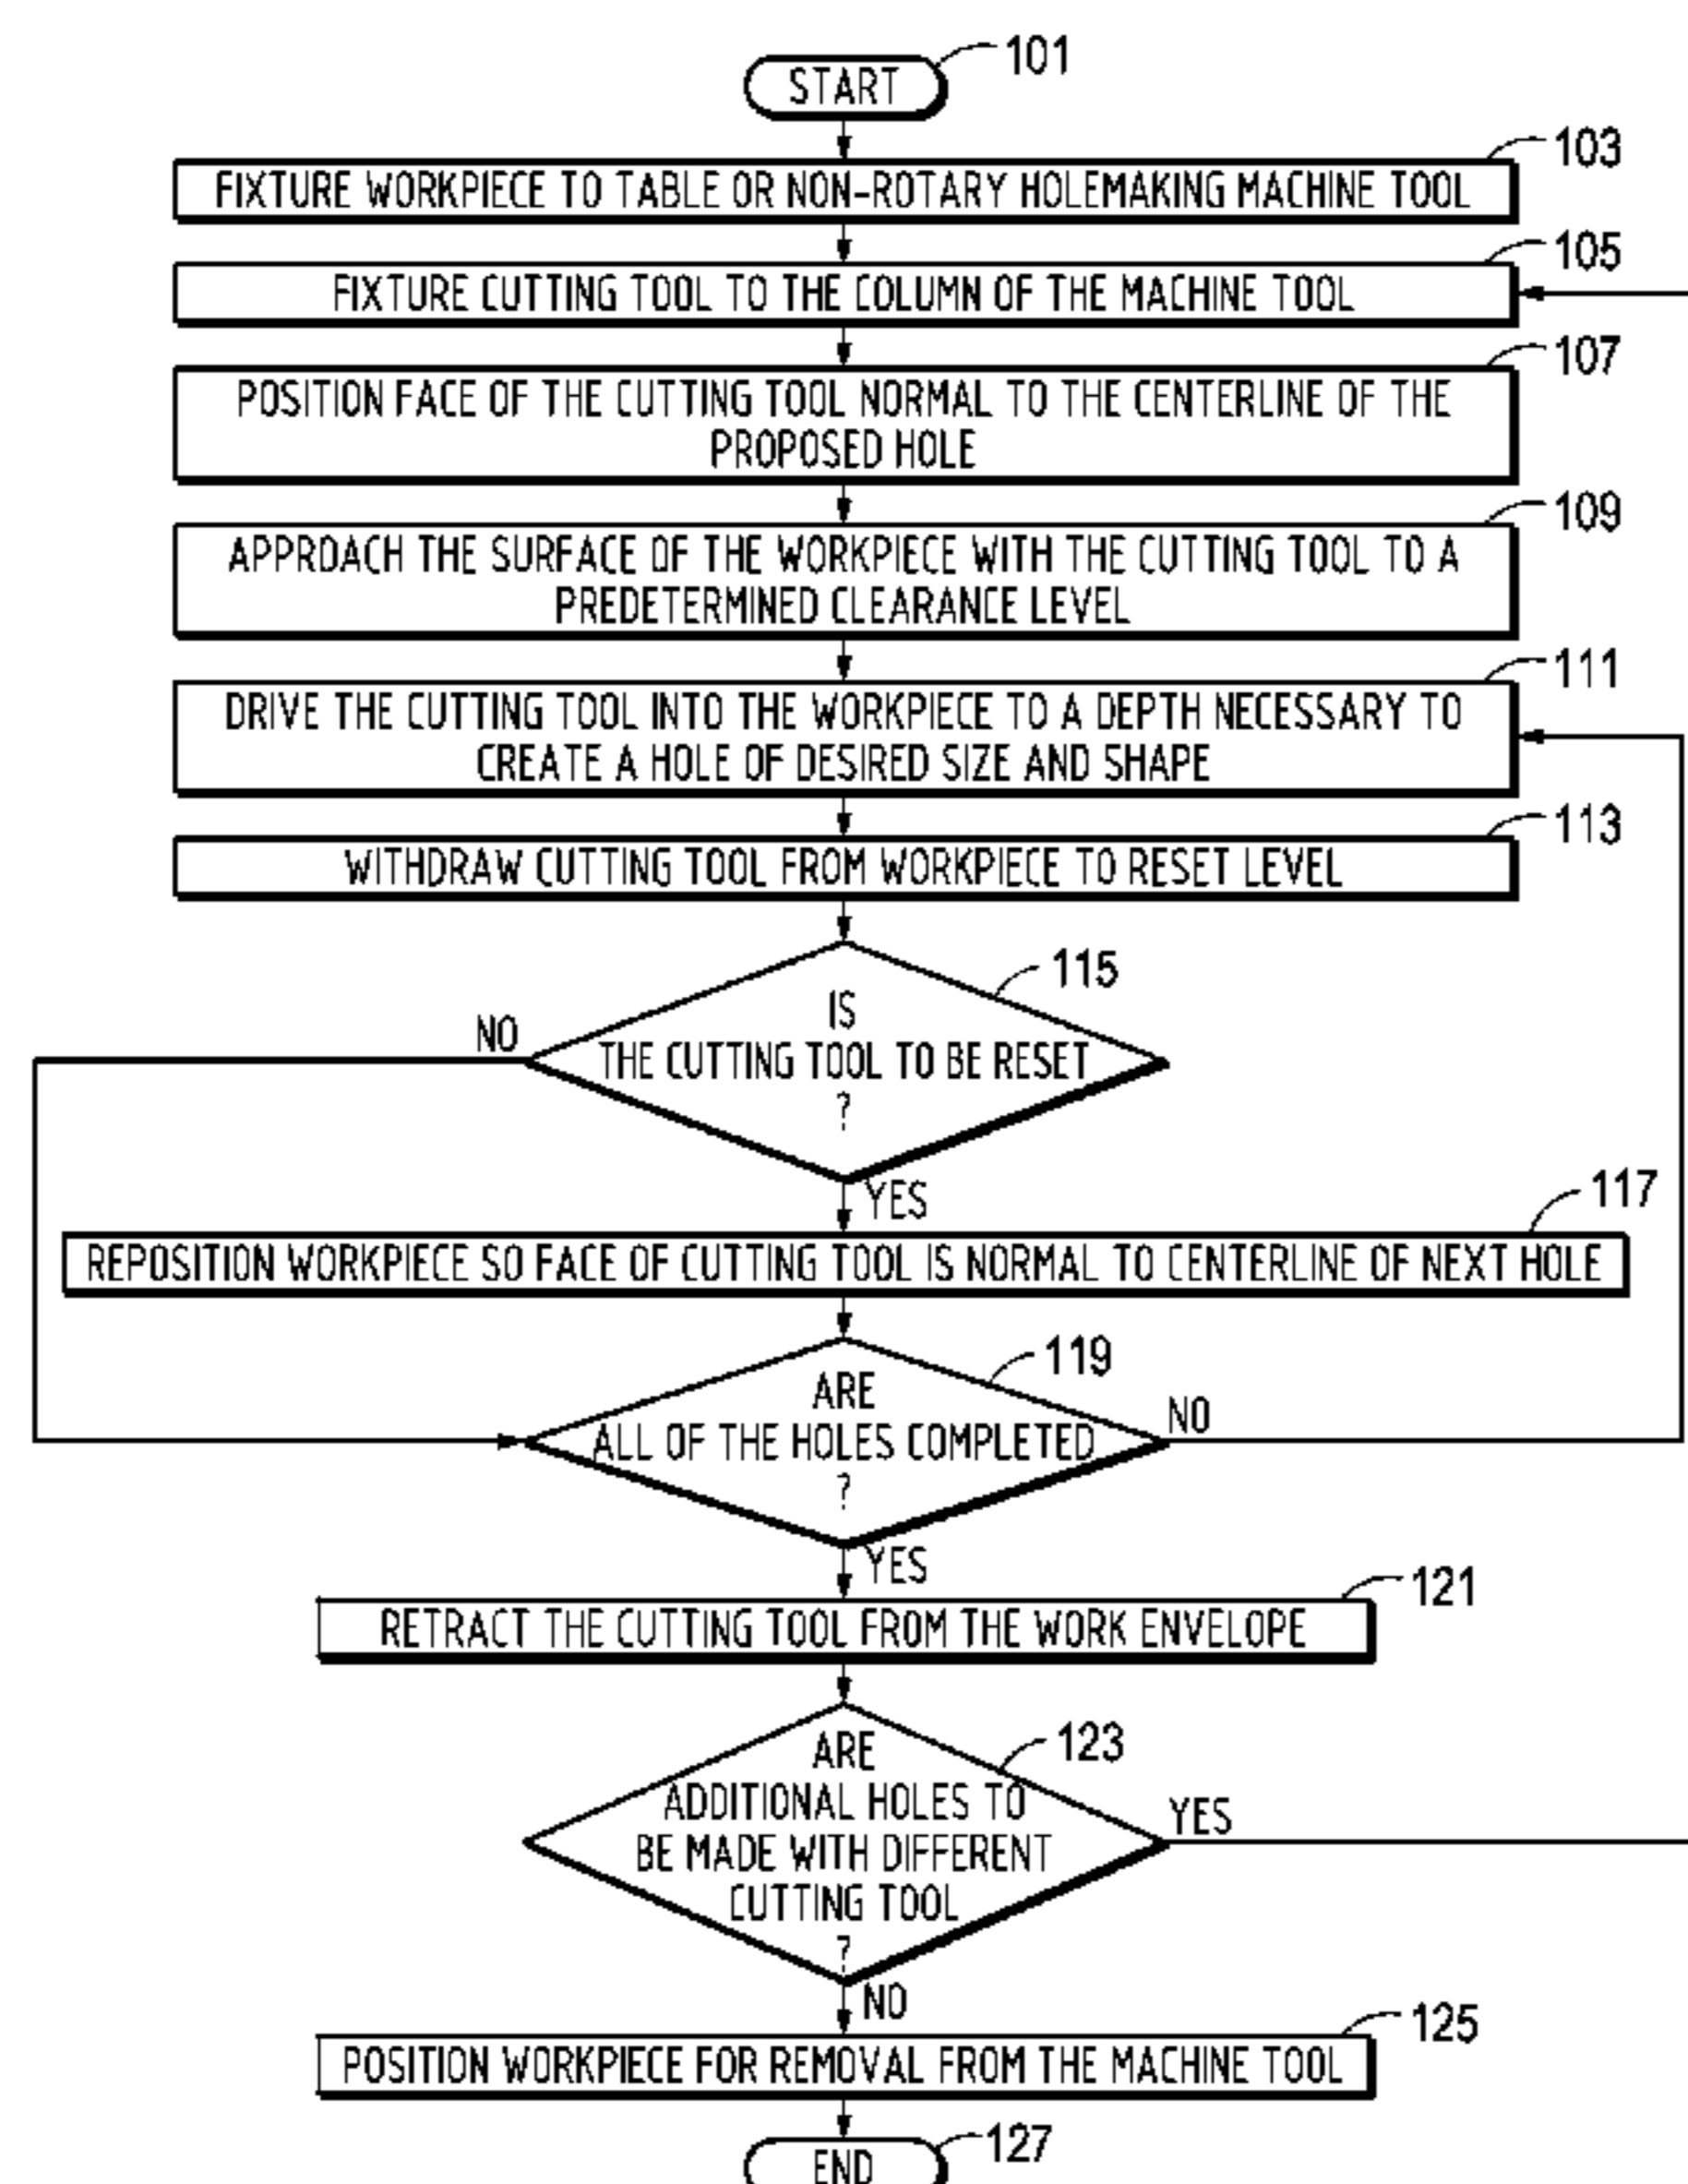 START
101
103
FIXTURE WORKPIECE TO TABLE OR NON-ROTARY HOLEMAKING MACHINE TOOL
105
FIXTURE CUTTING TOOL TO THE COLUMN OF THE MACHINE TOOL
107
POSITION FACE OF THE CUTTING TOOL NORMAL TO THE CENTERLINE OF THE
PROPOSED HOLE
109
APPROACH THE SURFACE OF THE WORKPIECE WITH THE CUTTING TOOL TO A
PREDETERMINED CLEARANCE LEVEL
111
DRIVE THE CUTTING TOOL INTO THE WORKPIECE TO A DEPTH NECESSARY TO
CREATE A HOLE OF DESIRED SIZE AND SHAPE
113
WITHDRAW CUTTING TOOL FROM WORKPIECE TO RESET LEVEL
115
IS
THE CUTTING TOOL TO BE RESET
?
NO
YES
117
REPOSITION WORKPIECE SO FACE OF CUTTING TOOL IS NORMAL TO CENTERLINE OF NEXT HOLE
119
ARE
ALL OF THE HOLES COMPLETED
?
NO
YES
121
RETRACT THE CUTTING TOOL FROM THE WORK ENVELOPE
123
ARE
ADDITIONAL HOLES TO
BE MADE WITH DIFFERENT
CUTTING TOOL
?
YES
NO
125
POSITION WORKPIECE FOR REMOVAL FROM THE MACHINE TOOL
127
END